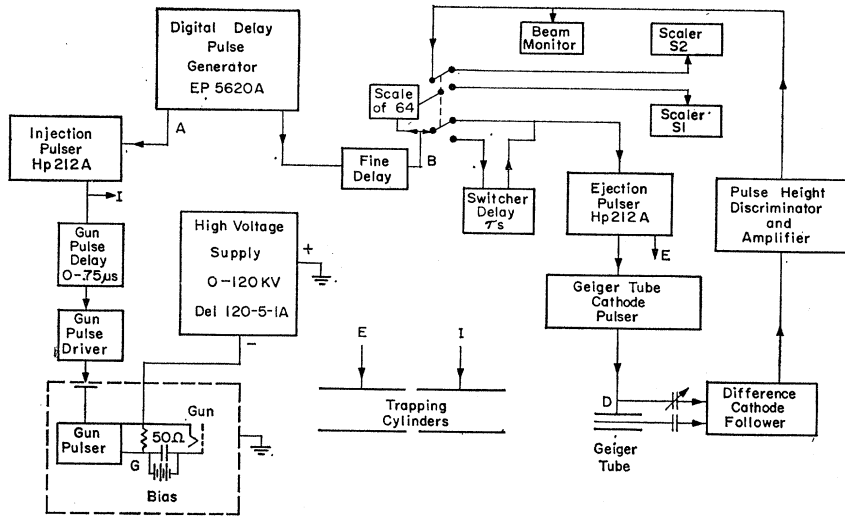 Digital Delay
Pulse
Generator
EP 5620A
A
Injection
Pulser
Hp 212A
I
Gun
Pulse
Delay
0-.75μs
Gun
Pulse
Driver
Gun
Pulser
G
50Ω
Gun
Bias
High Voltage
Supply
0-120 KV
Del 120-5-1A
+
-
Fine
Delay
B
Scale
of 64
Beam
Monitor
Scaler
S2
Scaler
S1
Switcher
Delay
τs
Ejection
Pulser
Hp 212A
E
Geiger Tube
Cathode
Pulser
Pulse Height
Discriminator
and
Amplifier
E
I
Trapping
Cylinders
D
Geiger
Tube
Difference
Cathode
Follower